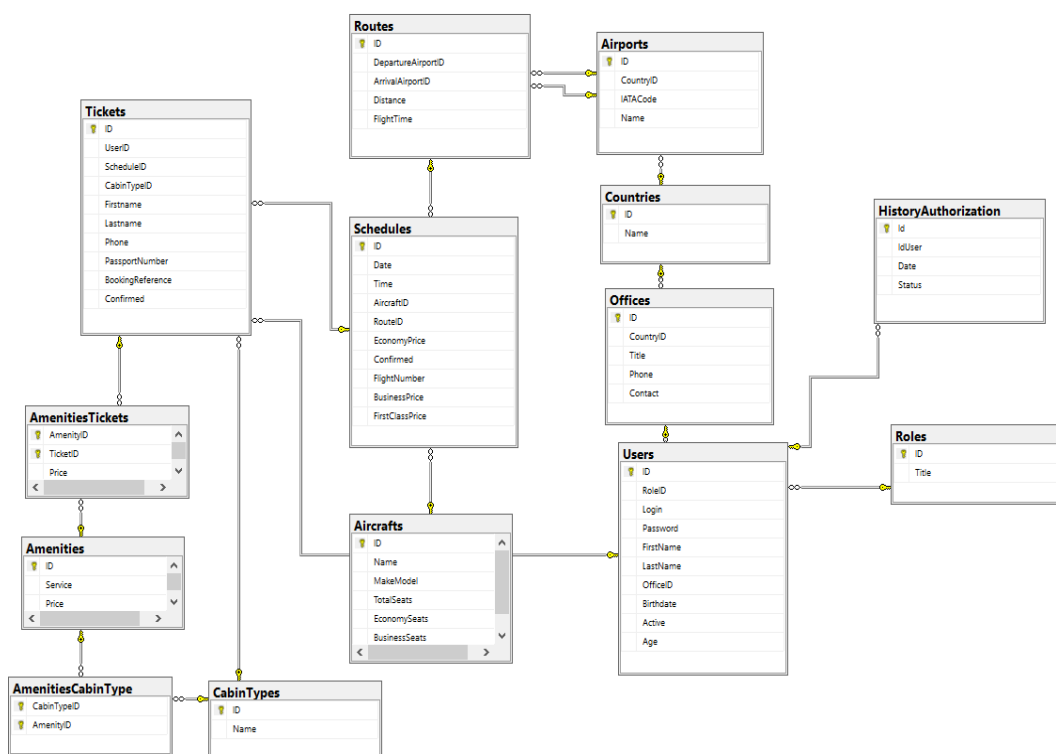 Routes
ID
DepartureAirportID
ArrivalAirportID
Distance
FlightTime
Airports
ID
CountryID
IATACode
Name
Tickets
ID
UserID
ScheduleID
CabinTypeID
Firstname
Lastname
Phone
PassportNumber
BookingReference
Confirmed
Countries
ID
Name
HistoryAuthorization
Id
IdUser
Date
Status
Schedules
ID
Date
Time
AircraftID
RouteID
EconomyPrice
Confirmed
FlightNumber
BusinessPrice
FirstClassPrice
Offices
ID
CountryID
Title
Phone
Contact
AmenitiesTickets
AmenityID
TicketID
Price
Roles
ID
Title
Users
ID
RoleID
Login
Password
FirstName
LastName
OfficeID
Birthdate
Active
Age
Aircrafts
ID
Name
MakeModel
TotalSeats
EconomySeats
BusinessSeats
Amenities
ID
Service
Price
AmenitiesCabinType
CabinTypeID
AmenityID
CabinTypes
ID
Name